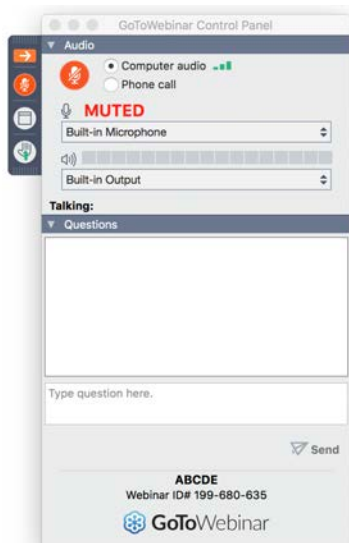 GoToWebinar Control Panel
Audio
Computer audio
Phone call
MUTED
Built-in Microphone
Built-in Output
Talking:
Questions
Type question here.
Send
ABCDE
Webinar ID# 199-680-635
GoToWebinar